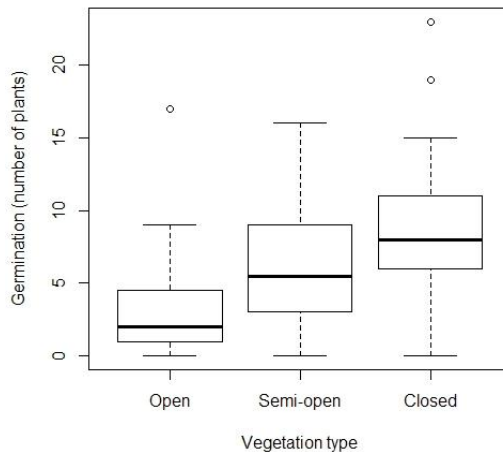 Germination (number of plants)
20
15
10
5
0
Open
Semi-open
Closed
Vegetation type